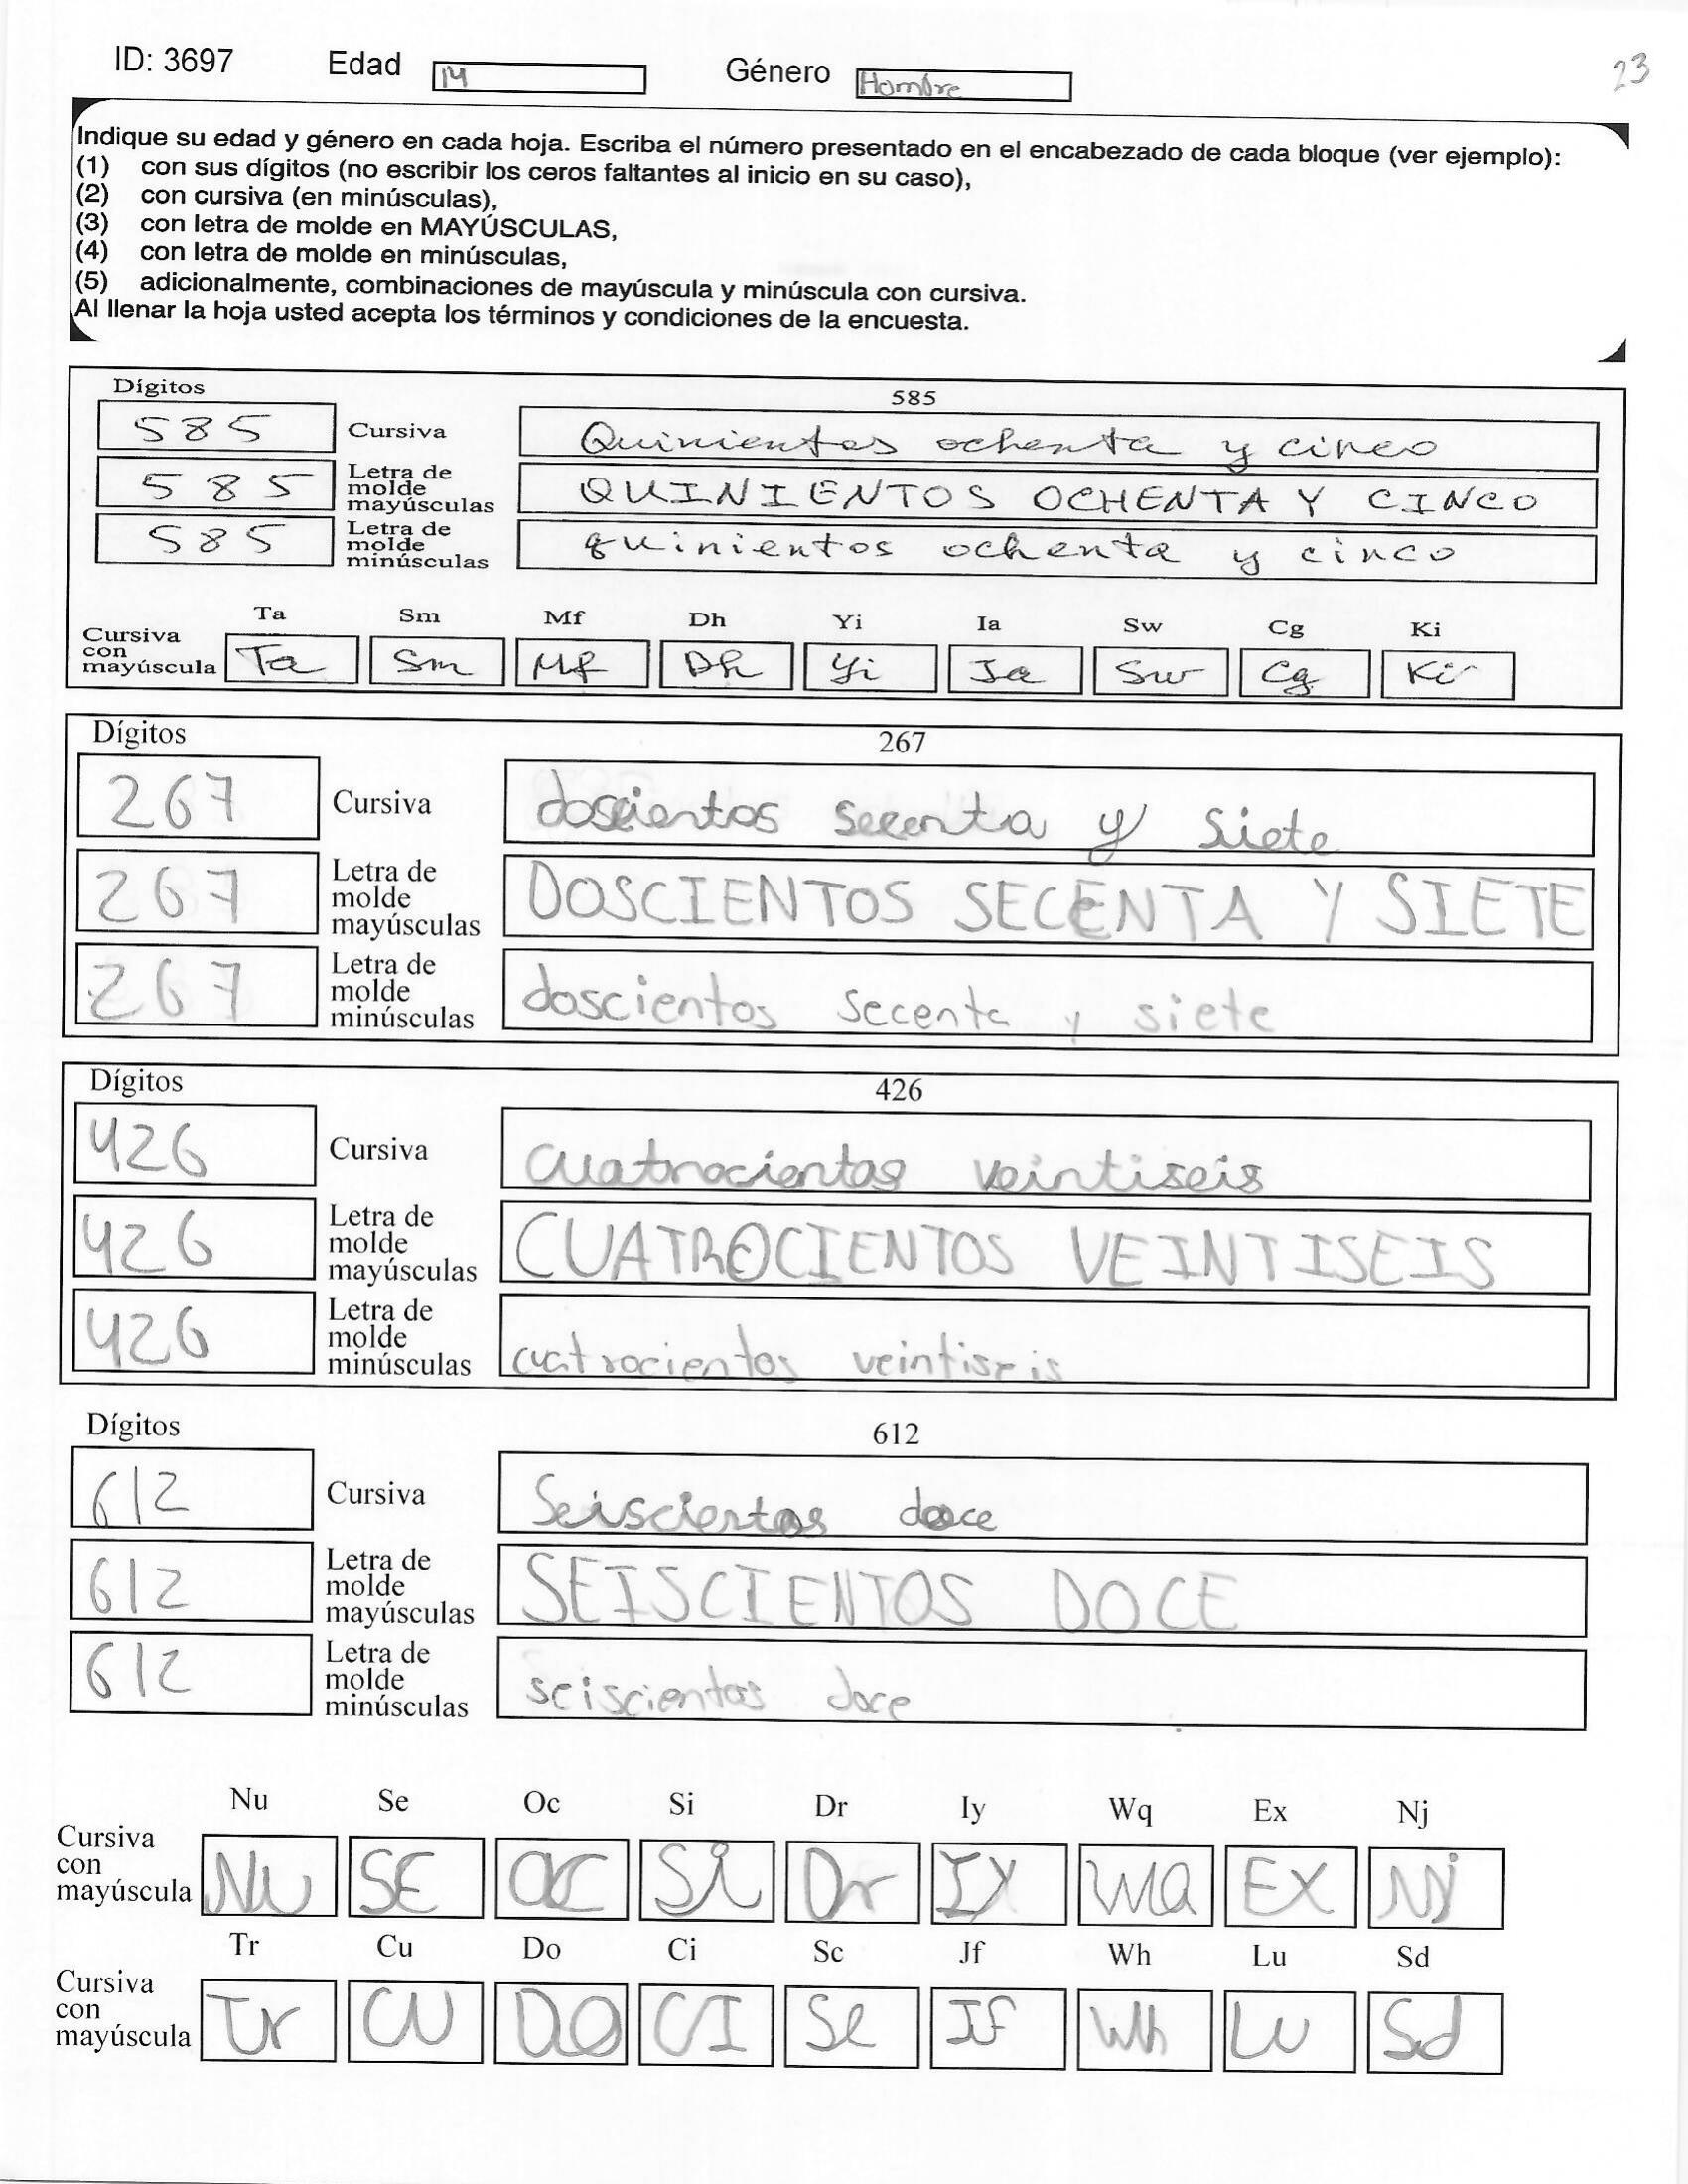 ID: 3697 Edad 14 Género Hombre 23
Indique su edad y género en cada hoja. Escriba el número presentado en el encabezado de cada bloque (ver ejemplo):
(1) con sus dígitos (no escribir los ceros faltantes al inicio en su caso),
(2) con cursiva (en minúsculas),
(3) con letra de molde en MAYÚSCULAS,
(4) con letra de molde en minúsculas,
(5) adicionalmente, combinaciones de mayúscula y minúscula con cursiva.
Al llenar la hoja usted acepta los términos y condiciones de la encuesta.
Dígitos 585
585 Cursiva Quinientos ochenta y cinco
585 Letra de molde mayúsculas QUINIENTOS OCHENTA Y CINCO
585 Letra de molde minúsculas quinientos ochenta y cinco
Ta Sm Mf Dh Yi Ia Sw Cg Ki
Cursiva con mayúscula Ta Sm Mf Dh Yi Ia Sw Cg Ki
Dígitos 267
267 Cursiva doscientos secenta y siete
267 Letra de molde mayúsculas DOSCIENTOS SECENTA Y SIETE
267 Letra de molde minúsculas doscientos secenta y siete
Dígitos 426
426 Cursiva cuatrocientos veintiseis
426 Letra de molde mayúsculas CUATROCIENTOS VEINTISEIS
426 Letra de molde minúsculas cuatrocientos veintiseis
Dígitos 612
612 Cursiva Seiscientos doce
612 Letra de molde mayúsculas SEISCIENTOS DOCE
612 Letra de molde minúsculas seiscientos doce
Nu Se Oc Si Dr Iy Wq Ex Nj
Cursiva con mayúscula Nu SE OC Si Dr IY Wq EX Nj
Tr Cu Do Ci Sc Jf Wh Lu Sd
Cursiva con mayúscula Tr CU DO CI Sc Jf Wh Lu Sd